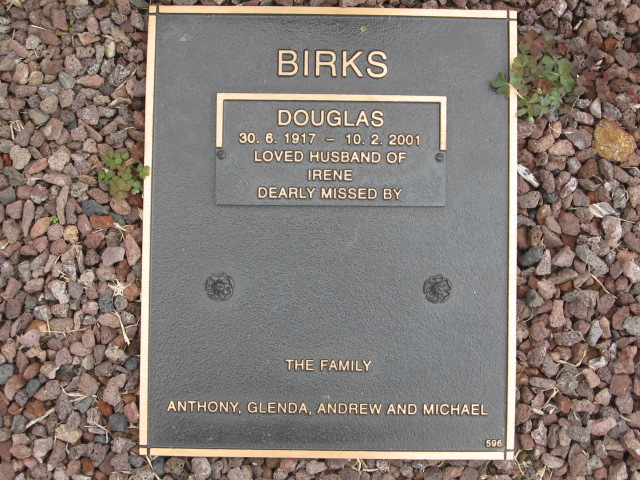 BIRKS
DOUGLAS
30. 6. 1917 - 10. 2. 2001
LOVED HUSBAND OF
IRENE
DEARLY MISSED BY
THE FAMILY
ANTHONY, GLENDA, ANDREW AND MICHAEL
596